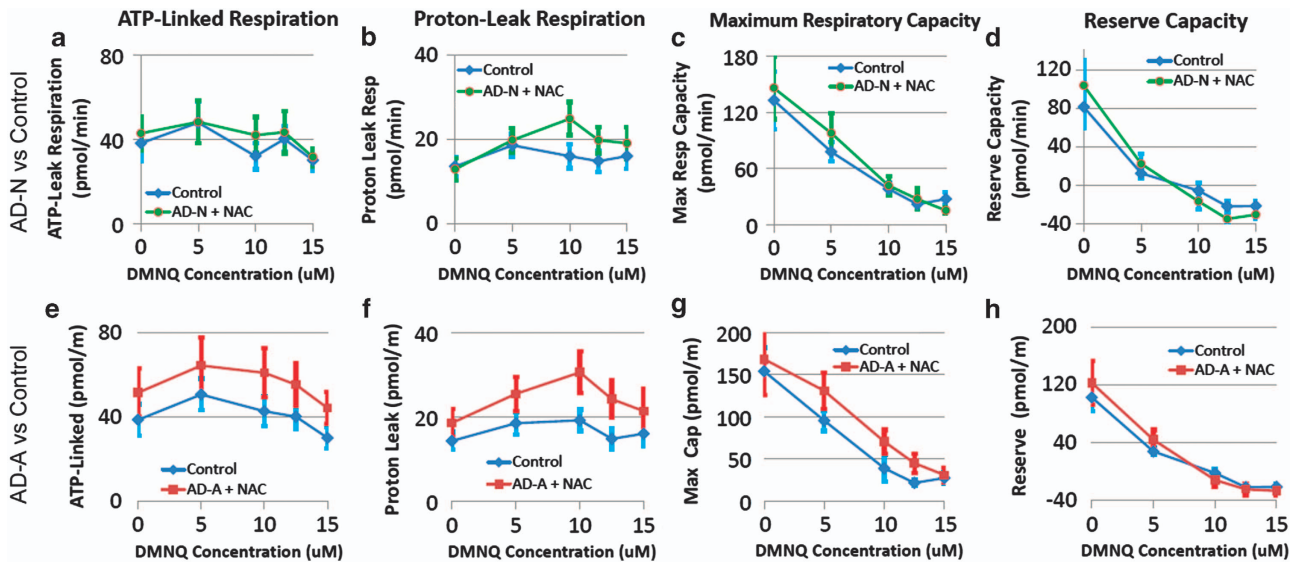 ATP-Linked Respiration
Proton-Leak Respiration
Maximum Respiratory Capacity
Reserve Capacity
AD-N vs Control
a
ATP-Leak Respiration
(pmol/min)
80
40
0
Control
AD-N + NAC
0 5 10 15
DMNQ Concentration (uM)
b
Proton Leak Resp
(pmol/min)
40
20
0
Control
AD-N + NAC
0 5 10 15
DMNQ Concentration (uM)
c
Max Resp Capacity
(pmol/min)
180
120
60
0
Control
AD-N + NAC
0 5 10 15
DMNQ Concentration (uM)
d
Reserve Capacity
(pmol/min)
120
80
40
0
-40
Control
AD-N + NAC
0 5 10 15
DMNQ Concentration (uM)
AD-A vs Control
e
ATP-Linked (pmol/m)
80
40
0
Control
AD-A + NAC
0 5 10 15
DMNQ Concentration (uM)
f
Proton Leak (pmol/m)
40
20
0
Control
AD-A + NAC
0 5 10 15
DMNQ Concentration (uM)
g
Max Cap (pmol/m)
200
150
100
50
0
Control
AD-A + NAC
0 5 10 15
DMNQ Concentration (uM)
h
Reserve (pmol/m)
200
120
40
-40
Control
AD-A + NAC
0 5 10 15
DMNQ Concentration (uM)